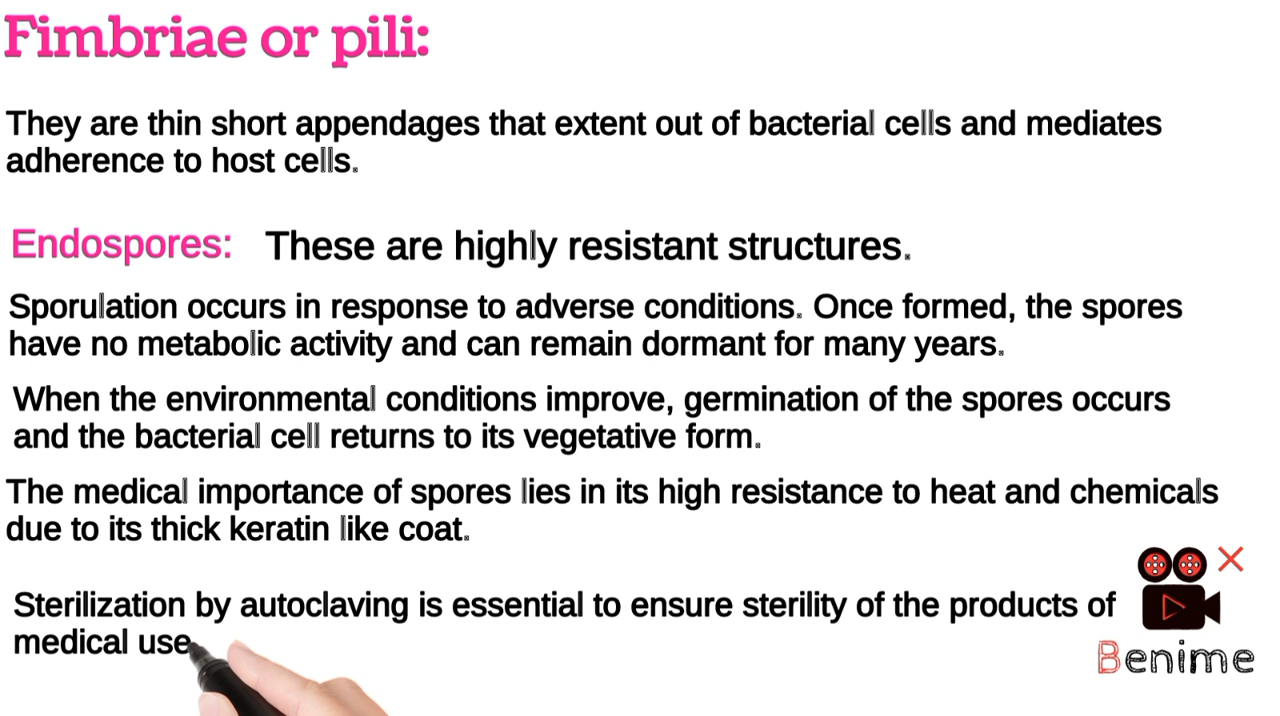 Fimbriae or pili:
They are thin short appendages that extent out of bacterial cells and mediates
adherence to host cells.
Endospores: These are highly resistant structures.
Sporulation occurs in response to adverse conditions. Once formed, the spores
have no metabolic activity and can remain dormant for many years.
When the environmental conditions improve, germination of the spores occurs
and the bacterial cell returns to its vegetative form.
The medical importance of spores lies in its high resistance to heat and chemicals
due to its thick keratin like coat.
Sterilization by autoclaving is essential to ensure sterility of the products of
medical use
Benime